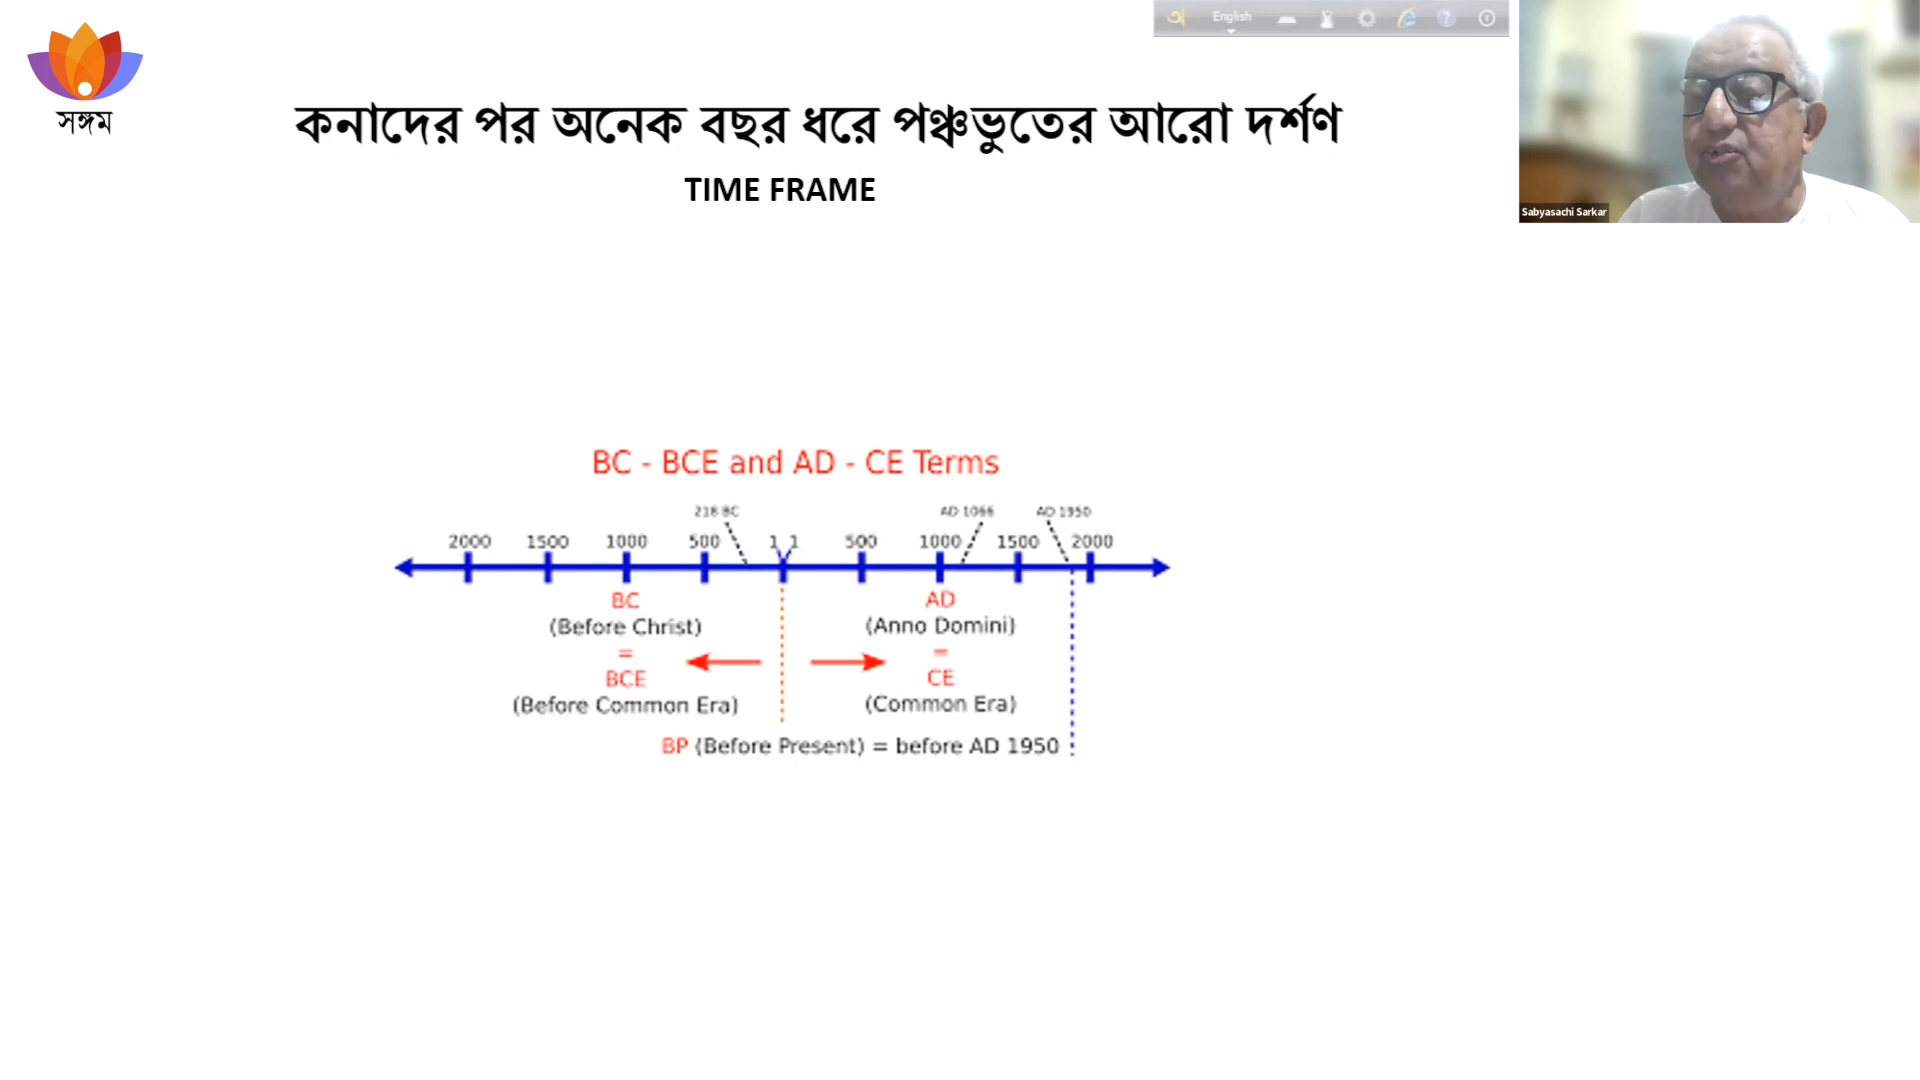 English
সঙ্গম
কনাদের পর অনেক বছর ধরে পঞ্চভুতের আরো দর্শণ
TIME FRAME
Sabyasachi Sarkar
BC - BCE and AD - CE Terms
218 BC AD 1066 AD 1950
2000 1500 1000 500 1 1 500 1000 1500 2000
BC AD
(Before Christ) (Anno Domini)
= =
BCE CE
(Before Common Era) (Common Era)
BP (Before Present) = before AD 1950